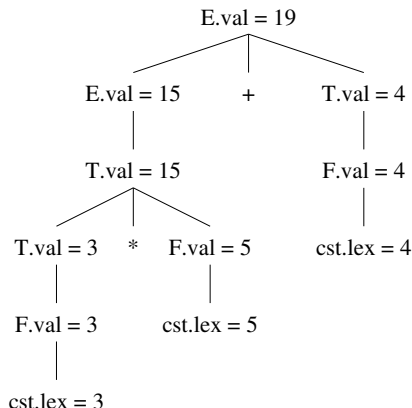 E.val = 19
E.val = 15 + T.val = 4
T.val = 15 F.val = 4
T.val = 3 * F.val = 5 cst.lex = 4
F.val = 3 cst.lex = 5
cst.lex = 3